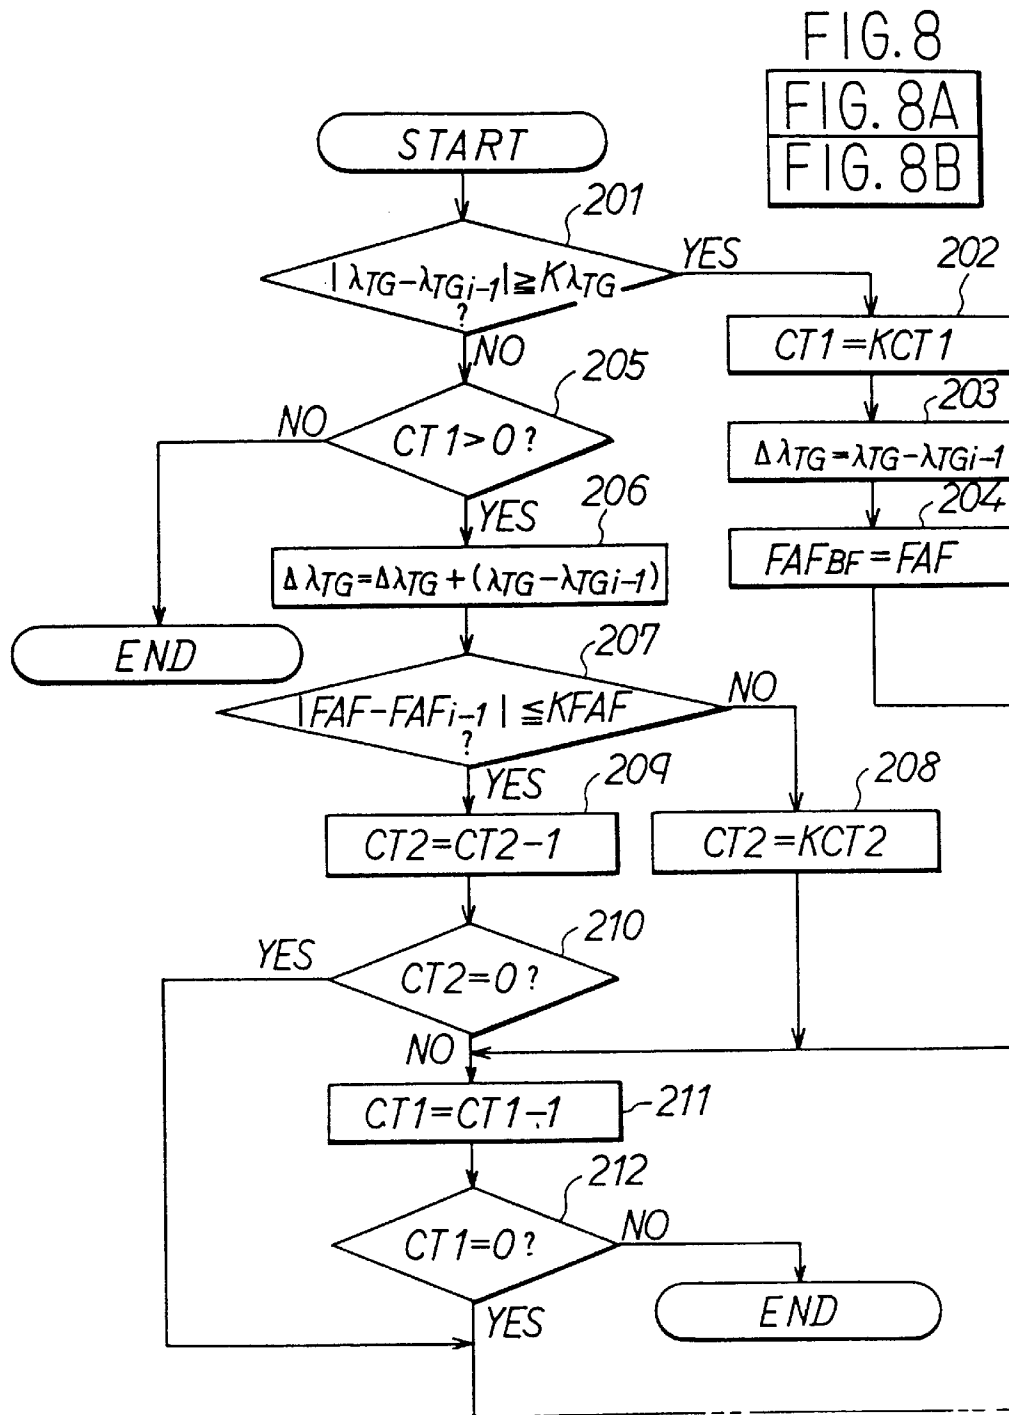 FIG. 8
FIG. 8A
FIG. 8B
START
201
|λTG-λTGi-1|≧KλTG
?
YES
NO
202
CT1=KCT1
203
ΔλTG=λTG-λTGi-1
204
FAFBF=FAF
205
CT1>0?
NO
YES
206
ΔλTG=ΔλTG+(λTG-λTGi-1)
END
207
|FAF-FAFi-1|≦KFAF
?
NO
YES
209
CT2=CT2-1
208
CT2=KCT2
210
CT2=0?
YES
NO
211
CT1=CT1-1
212
CT1=0?
NO
YES
END